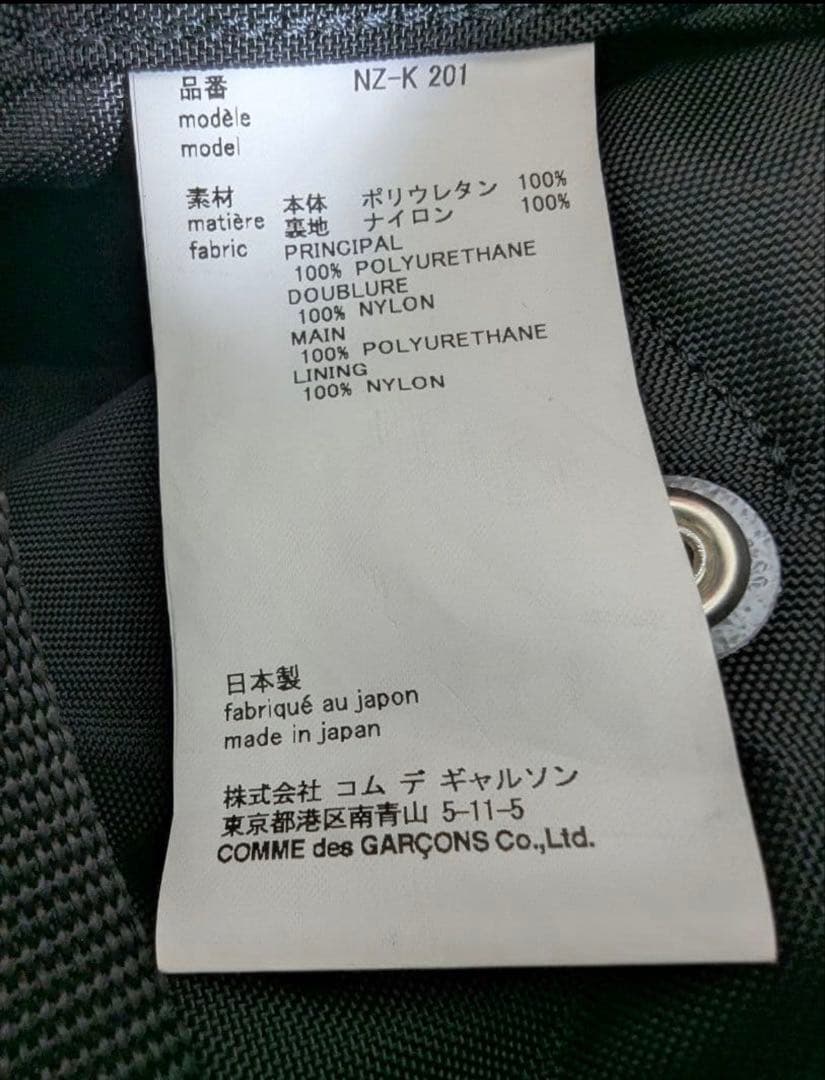 品番 NZ-K 201
modèle
model
素材 本体 ポリウレタン 100%
matière 裏地 ナイロン 100%
fabric PRINCIPAL
100% POLYURETHANE
DOUBLURE
100% NYLON
MAIN
100% POLYURETHANE
LINING
100% NYLON
日本製
fabriqué au japon
made in japan
株式会社 コム デ ギャルソン
東京都港区南青山 5-11-5
COMME des GARÇONS Co.,Ltd.